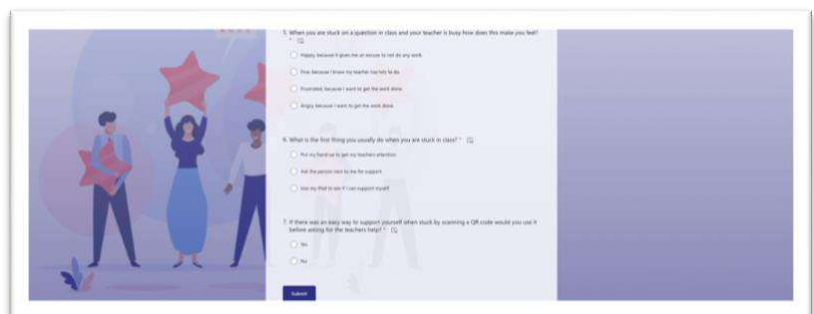 5. When you are stuck on a question in class and your teacher is busy how does this make you feel?
*
Happy, because it gives me an excuse to not do any work
Fine, because I know my teacher has lots to do
Frustrated, because I want to get the work done
Angry, because I want to get the work done
6. What is the first thing you usually do when you are stuck in class? *
Put my hand up to get my teachers attention
Ask the person next to me for support
Use my iPad to see if I can support myself
7. If there was an easy way to support yourself when stuck by scanning a QR code would you use it
before asking for the teachers help? *
Yes
No
Submit